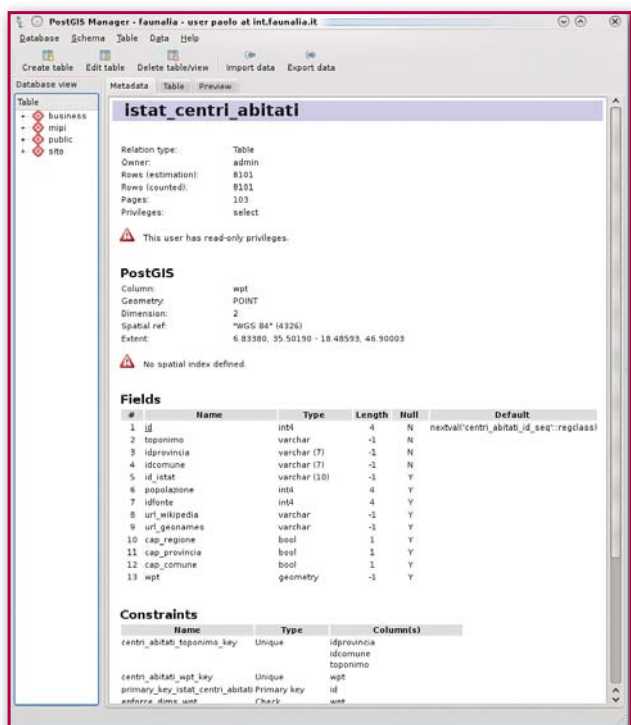 PostGIS Manager - faunalia - user paolo at int.faunalia.it
Database Schema Table Data Help
Create table Edit table Delete table/view Import data Export data
Database view
Table
business
mipi
public
sito
Metadata Table Preview
istat_centri_abitati
Relation type: Table
Owner: admin
Rows (estimation): 8101
Rows (counted): 8101
Pages: 103
Privileges: select
This user has read-only privileges.
PostGIS
Column: wpt
Geometry: POINT
Dimension: 2
Spatial ref: "WGS 84" (4326)
Extent: 6.83380, 35.50190 - 18.48593, 46.90003
No spatial index defined.
Fields
# Name Type Length Null Default
1 id int4 4 N nextval('centri_abitati_id_seq'::regclass)
2 toponimo varchar -1 N
3 idprovincia varchar (7) -1 N
4 idcomune varchar (7) -1 N
5 id_istat varchar (10) -1 Y
6 popolazione int4 4 Y
7 idfonte int4 4 Y
8 url_wikipedia varchar -1 Y
9 url_geonames varchar -1 Y
10 cap_regione bool 1 Y
11 cap_provincia bool 1 Y
12 cap_comune bool 1 Y
13 wpt geometry -1 Y
Constraints
Name Type Column(s)
centri_abitati_toponimo_key Unique idprovincia
idcomune
toponimo
centri_abitati_wpt_key Unique wpt
primary_key_istat_centri_abitati Primary key id
enforce_dims_wpt Check wpt